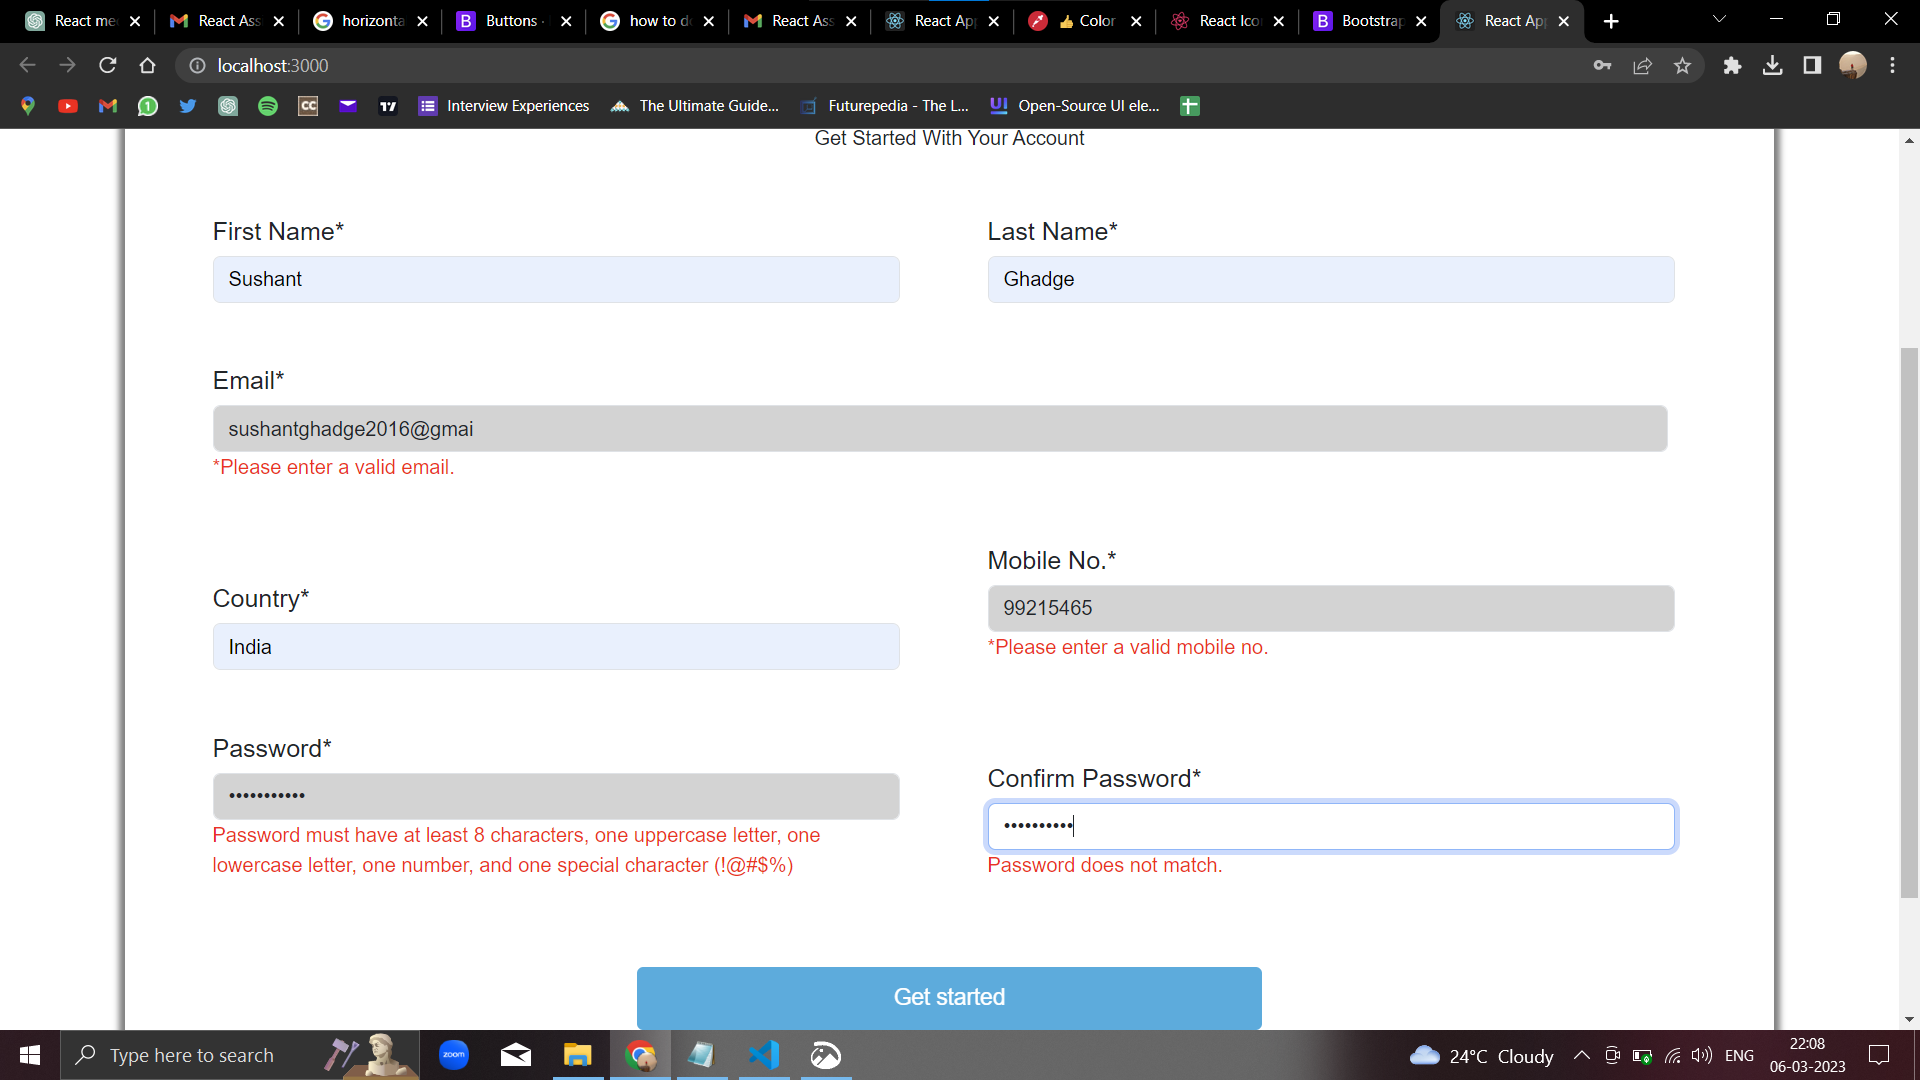 React me
React Ass
horizonta
Buttons ·
how to de
React Ass
React Ap
👍 Color
React Ico
Bootstrap
React Ap
localhost:3000
Interview Experiences
The Ultimate Guide...
Futurepedia - The L...
Open-Source UI ele...
Get Started With Your Account
First Name*
Last Name*
Sushant
Ghadge
Email*
sushantghadge2016@gmai
*Please enter a valid email.
Mobile No.*
Country*
99215465
India
*Please enter a valid mobile no.
Password*
Confirm Password*
•••••••••••
••••••••••
Password must have at least 8 characters, one uppercase letter, one
lowercase letter, one number, and one special character (!@#$%)
Password does not match.
Get started
Type here to search
zoom
24°C Cloudy
ENG
22:08
06-03-2023